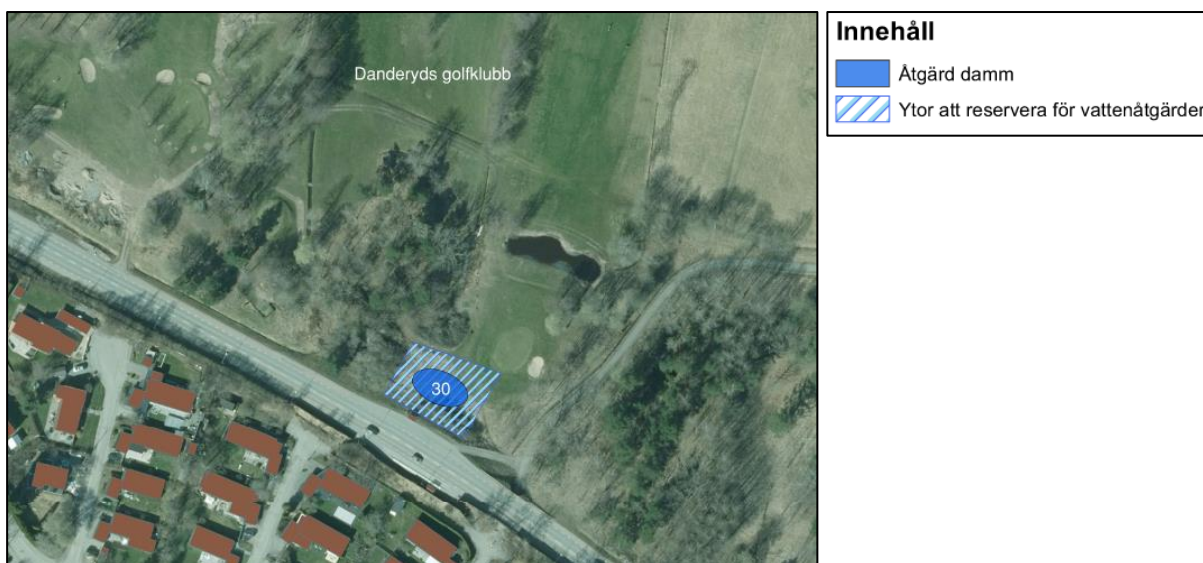 Danderyds golfklubb
30
Innehåll
Åtgärd damm
Ytor att reservera för vattenåtgärder